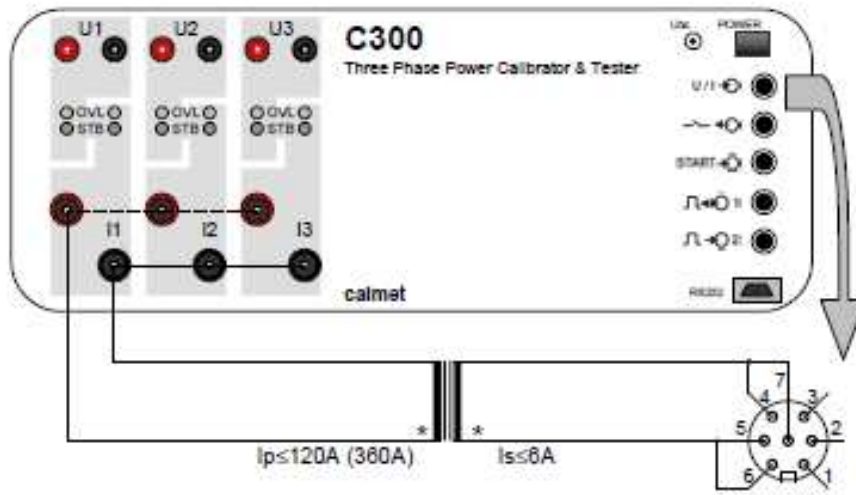 U1 U2 U3
C300
Three Phase Power Calibrator & Tester
POWER
OVL OVL OVL
STB STB STB
U / I
START
1
2
I1 I2 I3
calmet
RS232
7
4 3
5 2
6 1
* *
Ip≤120A (360A)
Is≤6A